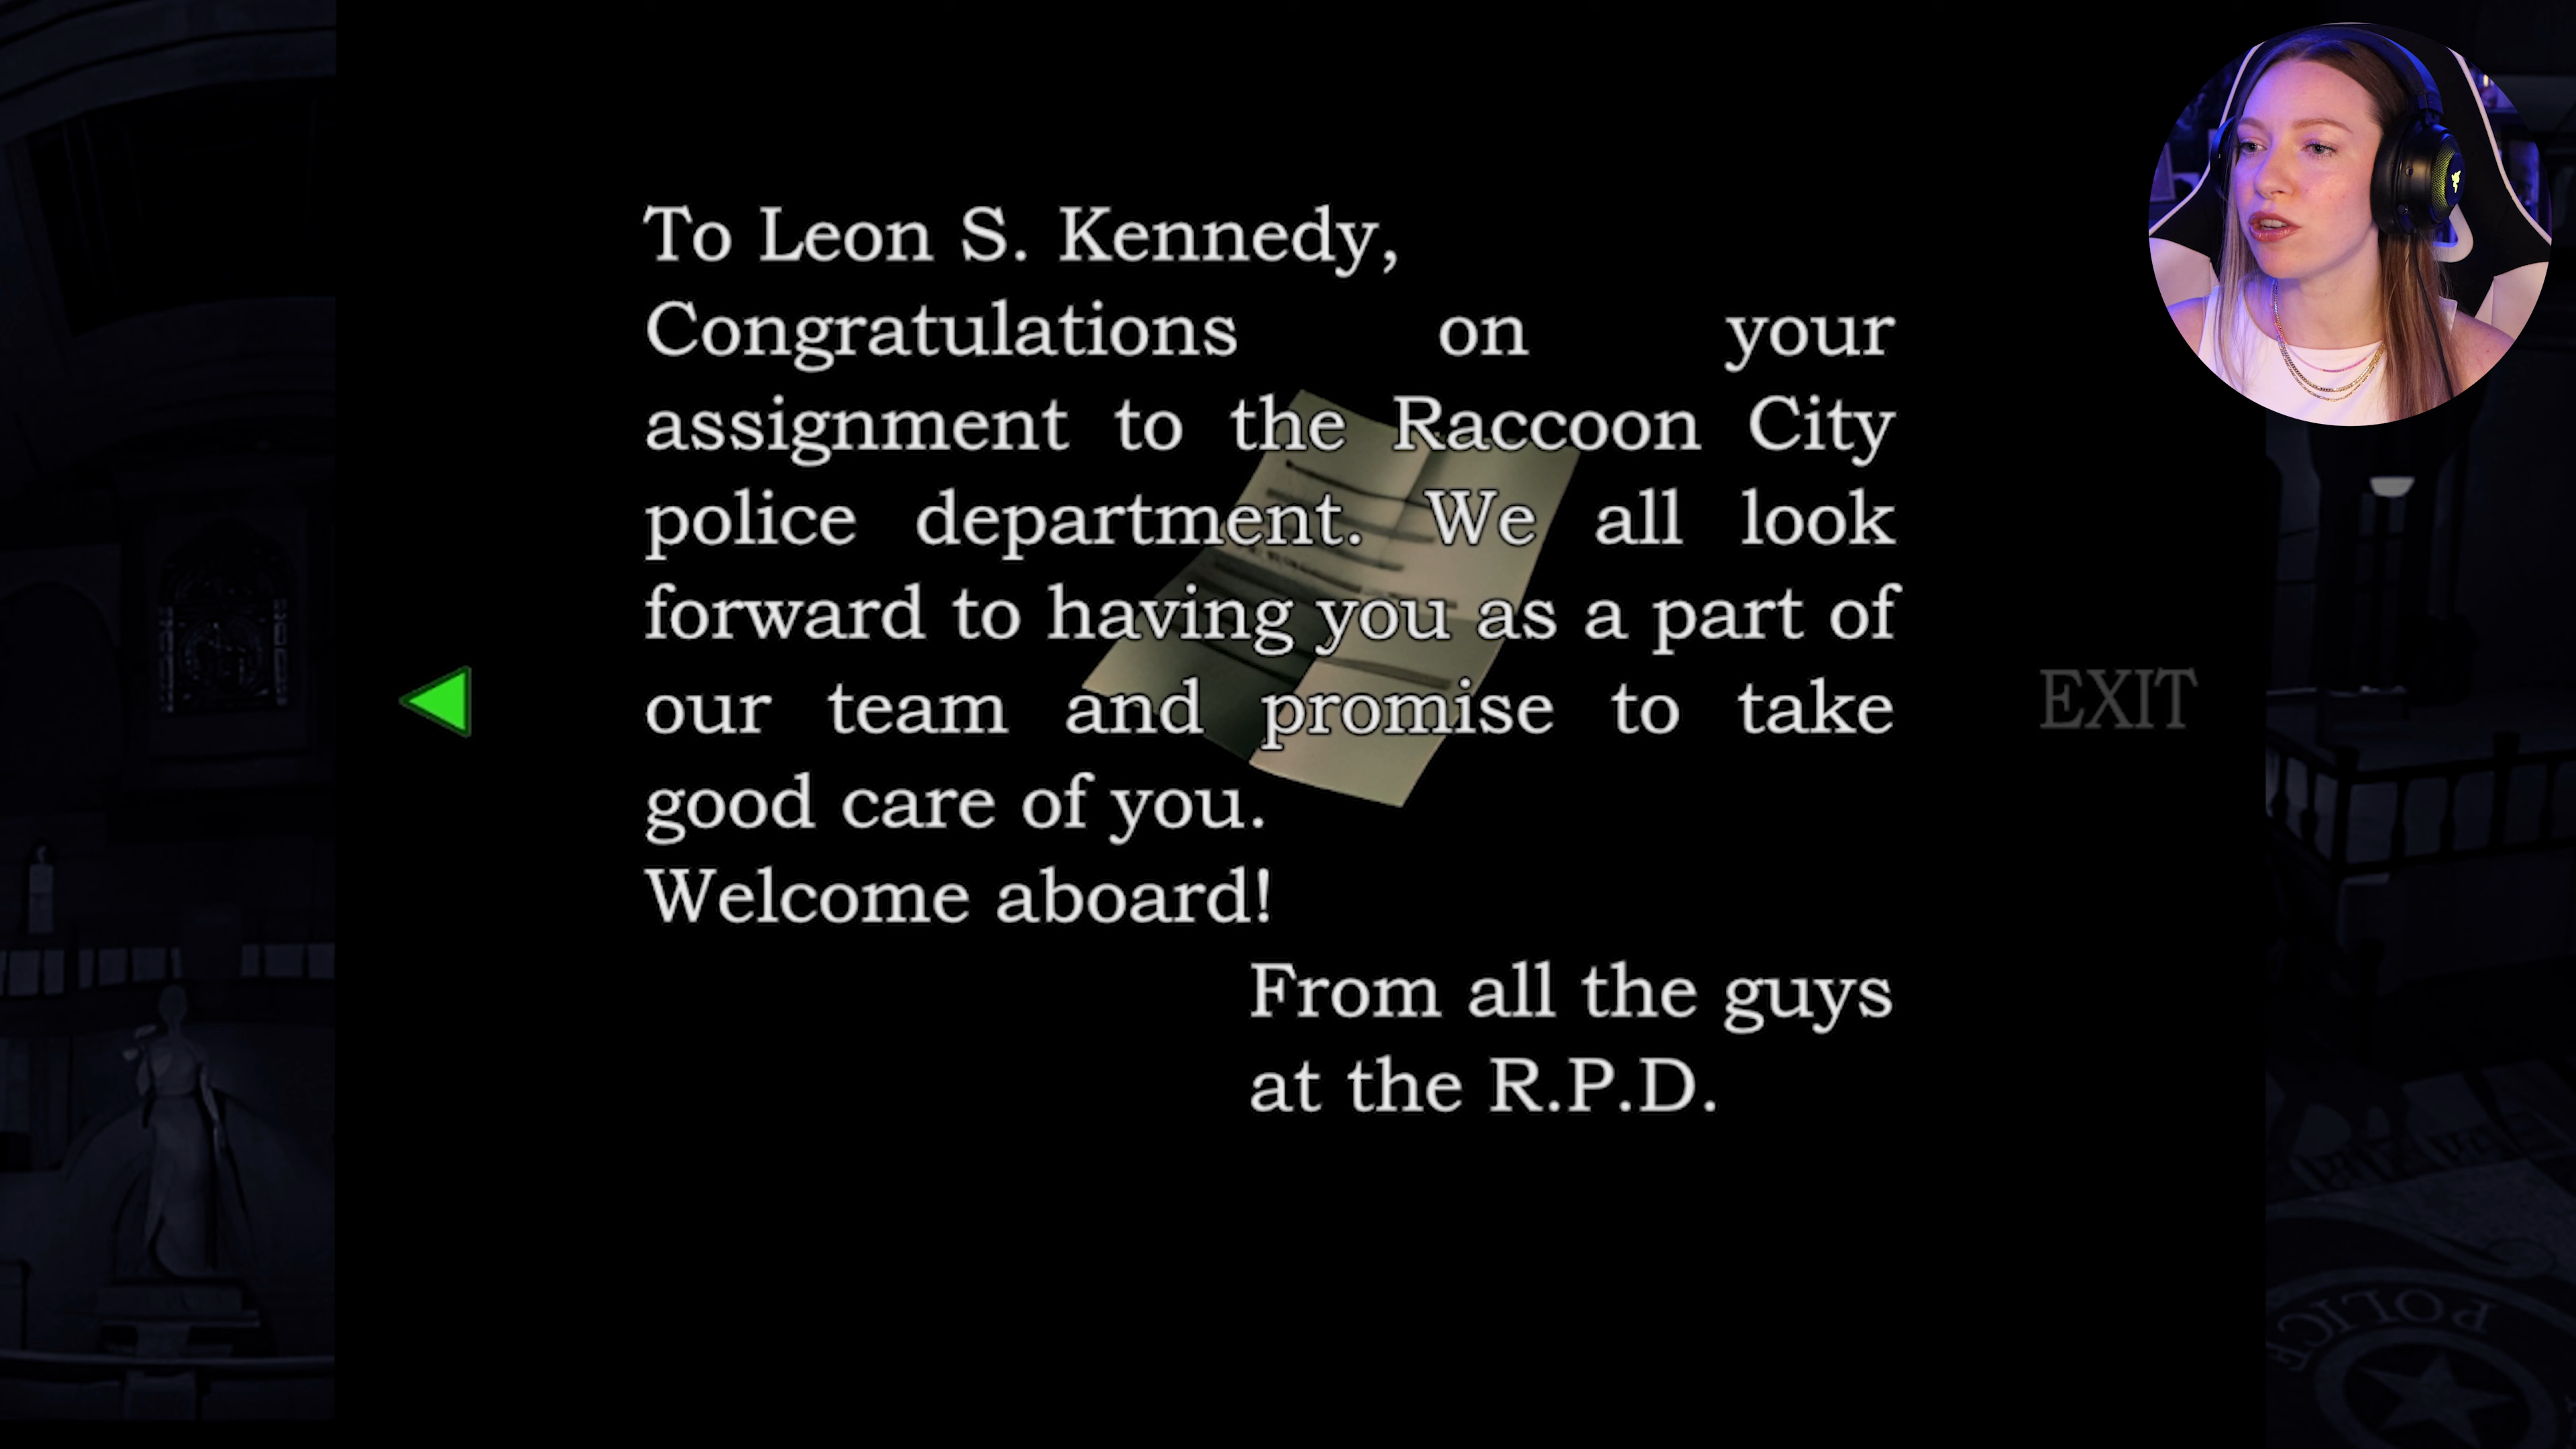 To Leon S. Kennedy,
Congratulations on your
assignment to the Raccoon City
police department. We all look
forward to having you as a part of
our team and promise to take
good care of you.
Welcome aboard!
From all the guys
at the R.P.D.
EXIT
POLICE